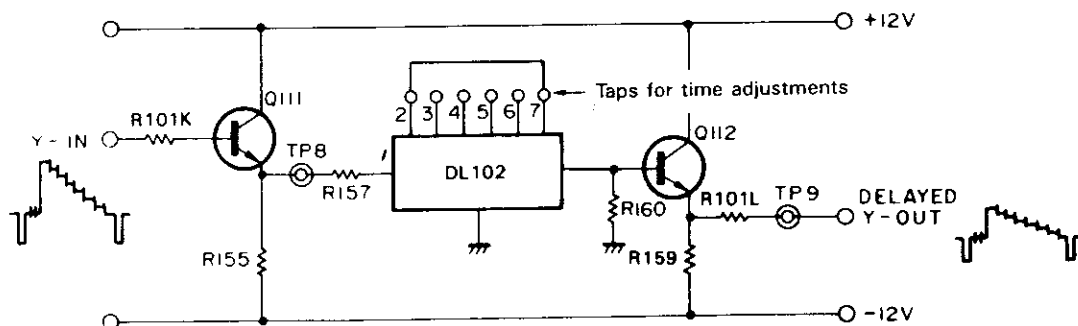 +12V
Q111
R101K
Y-IN
TP8
R157
R155
2 3 4 5 6 7
Taps for time adjustments
1
DL102
Q112
R160
R101L
TP9
DELAYED
Y-OUT
R159
-12V